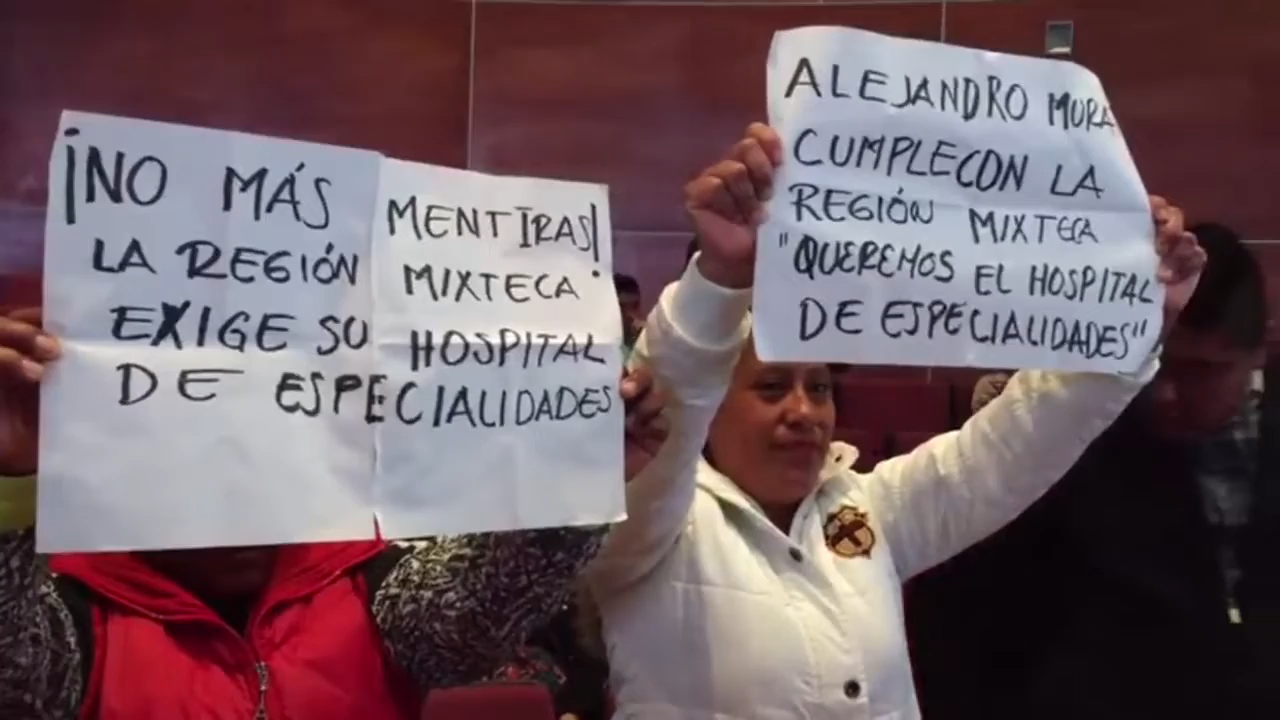 ¡NO MÁS MENTIRAS!
LA REGIÓN MIXTECA
EXIGE SU HOSPITAL
DE ESPECIALIDADES
ALEJANDRO MURA
CUMPLECON LA
REGIÓN MIXTECA
"QUEREMOS EL HOSPITAL
DE ESPECIALIDADES"